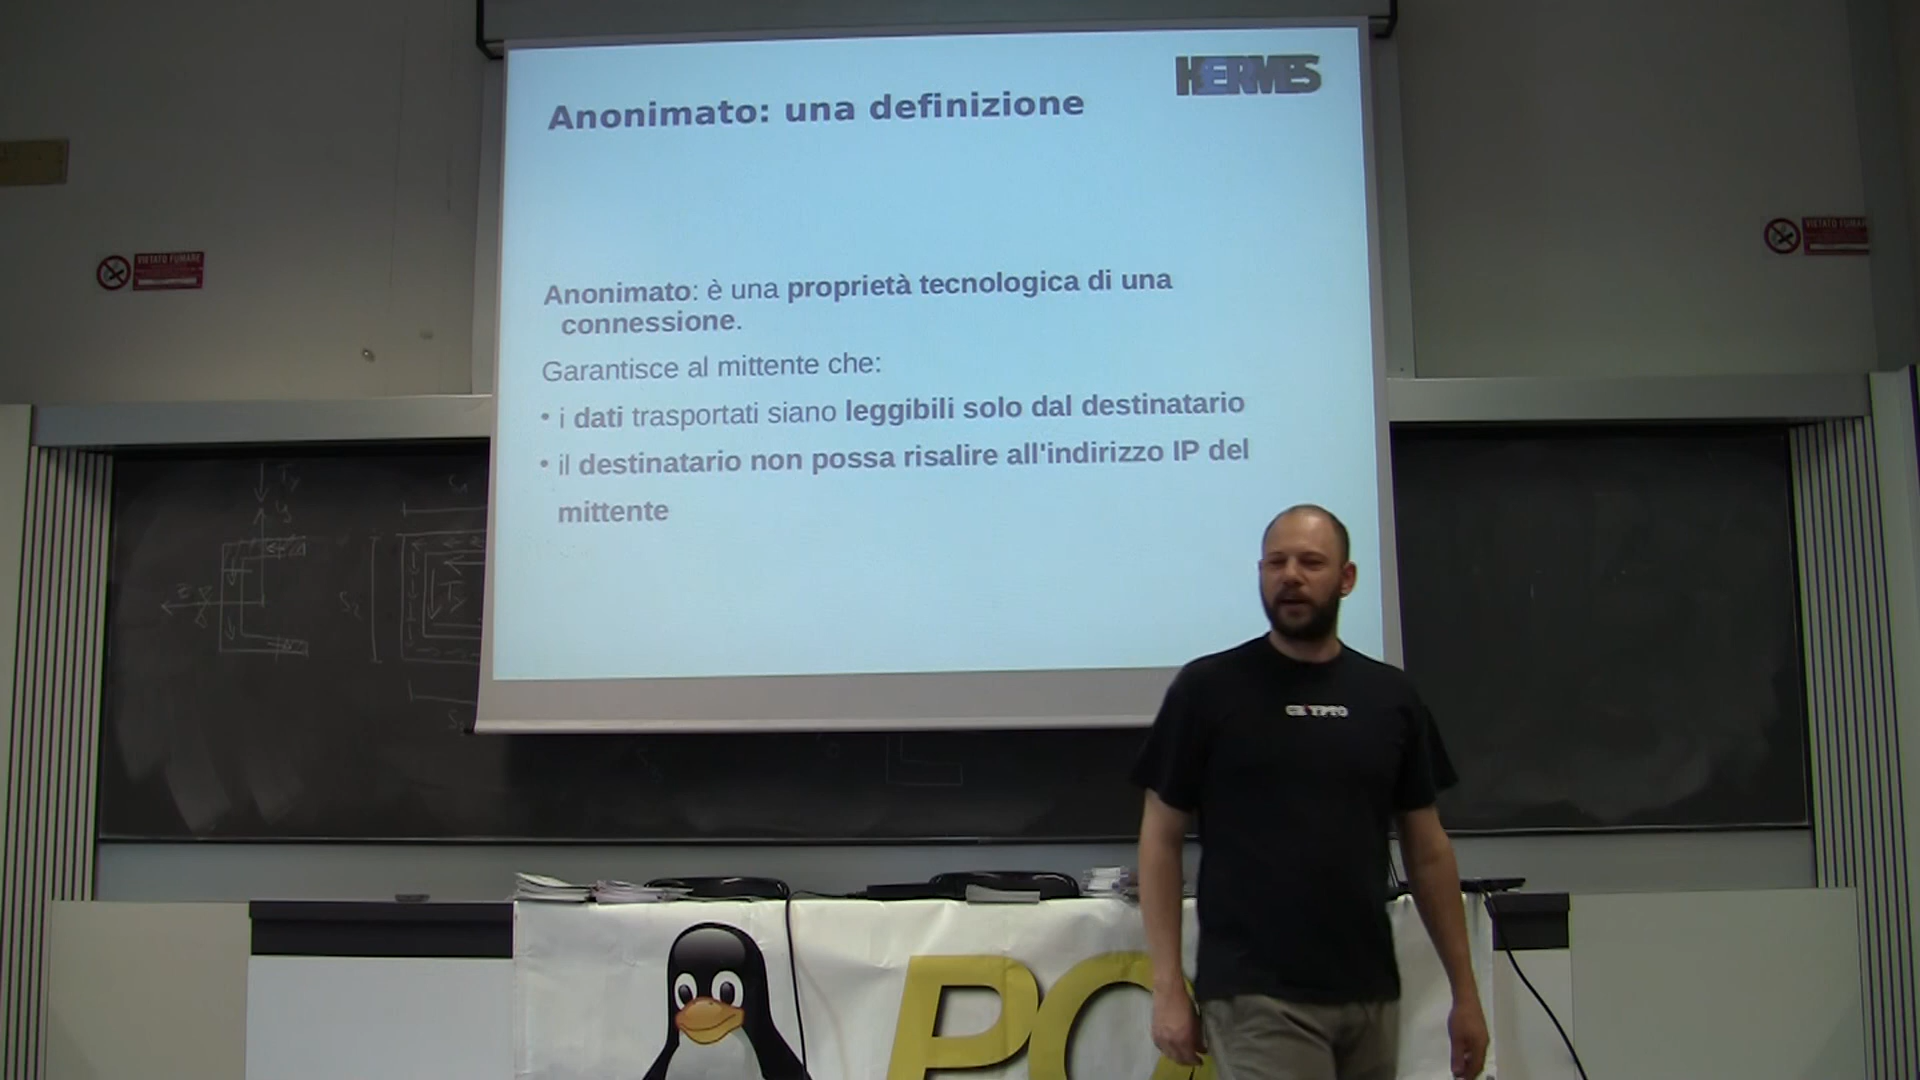 HERMES
Anonimato: una definizione
Anonimato: è una proprietà tecnologica di una
connessione.
Garantisce al mittente che:
• i dati trasportati siano leggibili solo dal destinatario
• il destinatario non possa risalire all'indirizzo IP del
mittente
VIETATO FUMARE
VIETATO FUMARE
CRYPTO